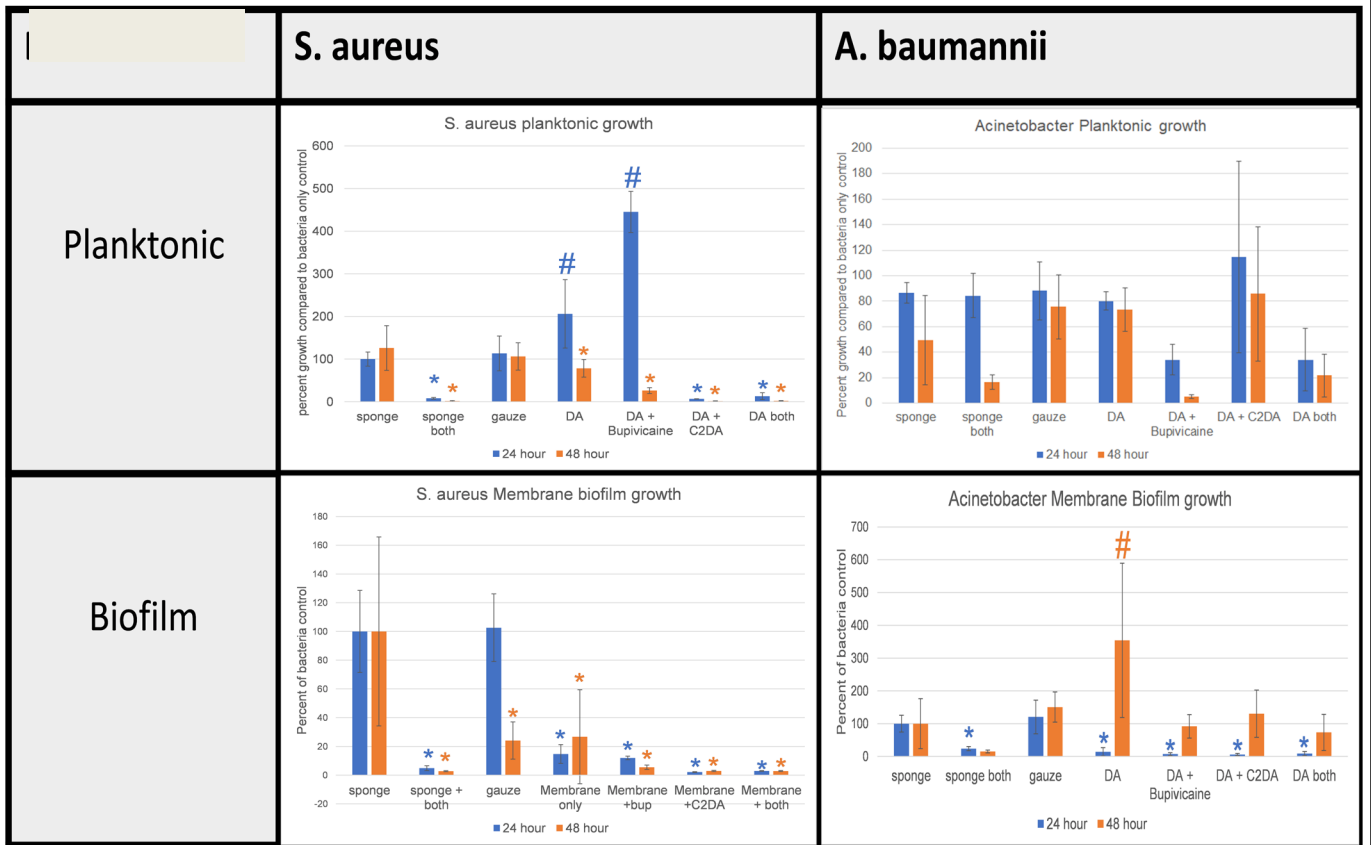 S. aureus
A. baumannii
Planktonic
S. aureus planktonic growth
percent growth compared to bacteria only control
600
500
400
300
200
100
0
# # * * * * * * * *
sponge sponge both gauze DA DA + Bupivicaine DA + C2DA DA both
24 hour 48 hour
Acinetobacter Planktonic growth
Percent growth compared to bacteria only control
200
180
160
140
120
100
80
60
40
20
0
sponge sponge both gauze DA DA + Bupivicaine DA + C2DA DA both
24 hour 48 hour
Biofilm
S. aureus Membrane biofilm growth
Percent of bacteria control
180
160
140
120
100
80
60
40
20
0
-20
* * * * * * * * * * *
sponge sponge + both gauze Membrane only Membrane +bup Membrane +C2DA Membrane + both
24 hour 48 hour
Acinetobacter Membrane Biofilm growth
Percent of bacteria control
700
600
500
400
300
200
100
0
* * # * * *
sponge sponge both gauze DA DA + Bupivicaine DA + C2DA DA both
24 hour 48 hour